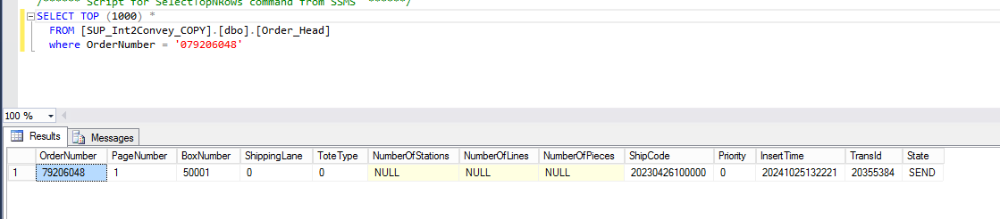 /****** Script for SelectTopNRows command from SSMS ******/
SELECT TOP (1000) *
FROM [SUP_Int2Convey_COPY].[dbo].[Order_Head]
where OrderNumber = '079206048'
100 %
Results Messages
OrderNumber PageNumber BoxNumber ShippingLane ToteType NumberOfStations NumberOfLines NumberOfPieces ShipCode Priority InsertTime TransId State
1 79206048 1 50001 0 0 NULL NULL NULL 20230426100000 0 20241025132221 20355384 SEND